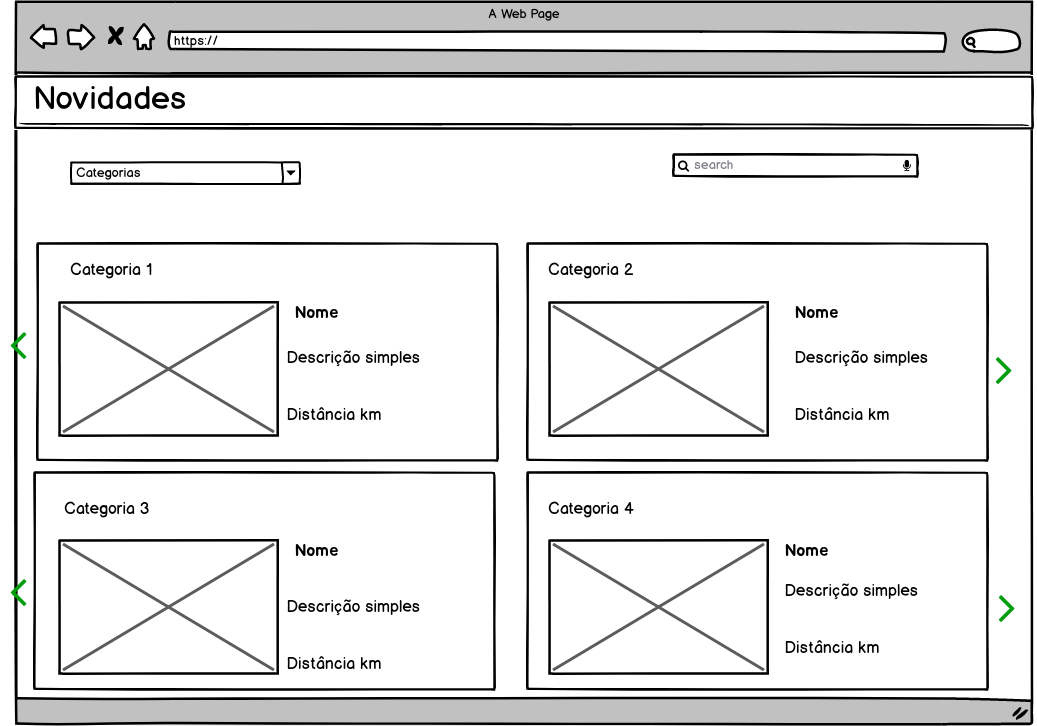 A Web Page
https://
Novidades
Categorias
search
Categoria 1
Nome
Descrição simples
Distância km
Categoria 2
Nome
Descrição simples
Distância km
Categoria 3
Nome
Descrição simples
Distância km
Categoria 4
Nome
Descrição simples
Distância km